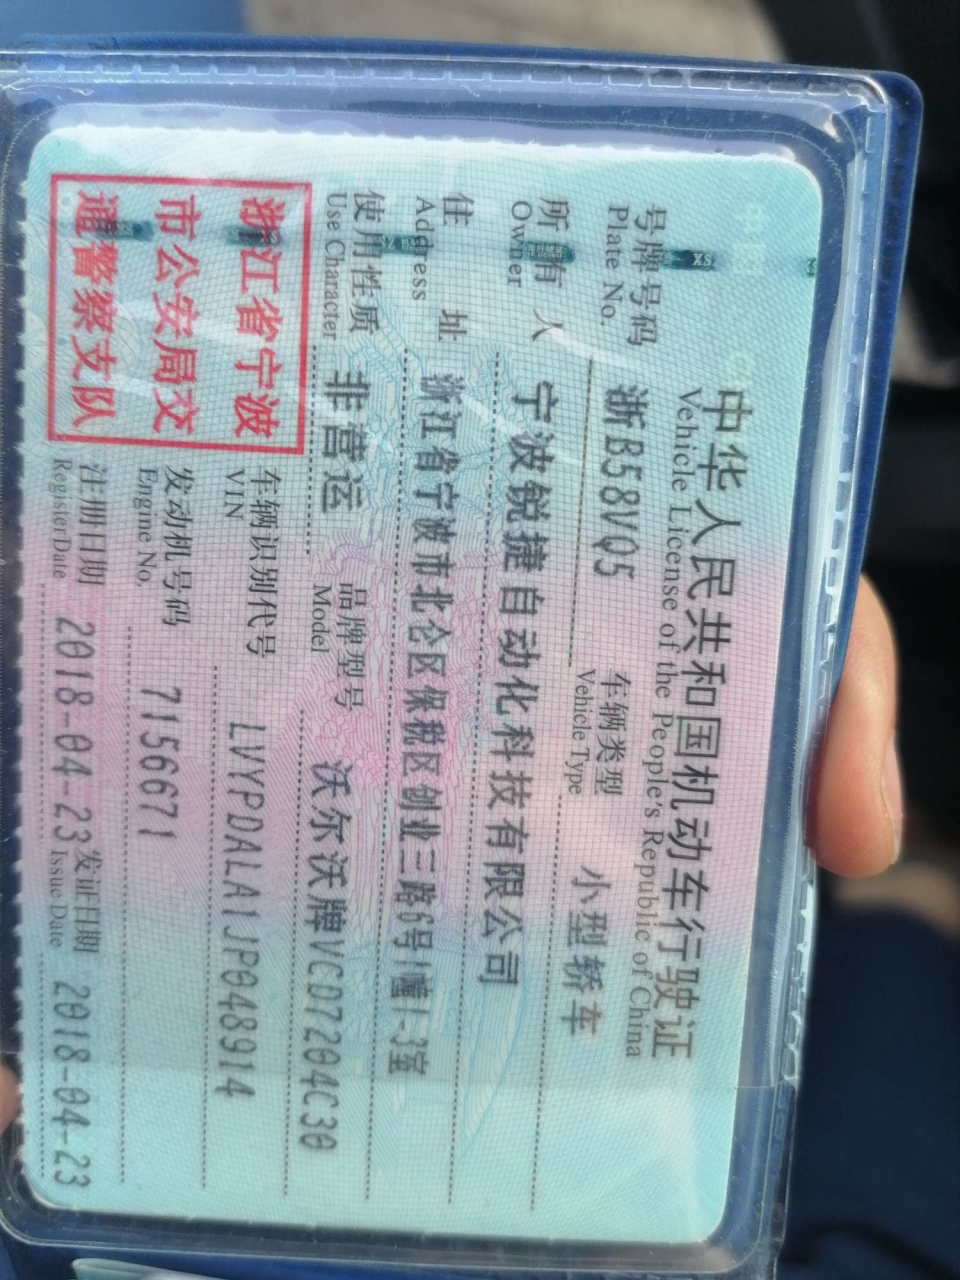 中华人民共和国机动车行驶证
Vehicle License of the People's Republic of China
号牌号码 浙B58VQ5 车辆类型 小型轿车
Plate No. Vehicle Type
所有人 宁波锐捷自动化科技有限公司
Owner
住址 浙江省宁波市北仑区保税区创业三路6号1幢1-3室
Address
使用性质 非营运 品牌型号 沃尔沃牌VCD7204C30
Use Character Model
浙江省宁波
市公安局交
通警察支队
车辆识别代号 LVYPDALA1JP048914
VIN
发动机号码 7156671
Engine No.
注册日期 2018-04-23 发证日期 2018-04-23
Register Date Issue Date